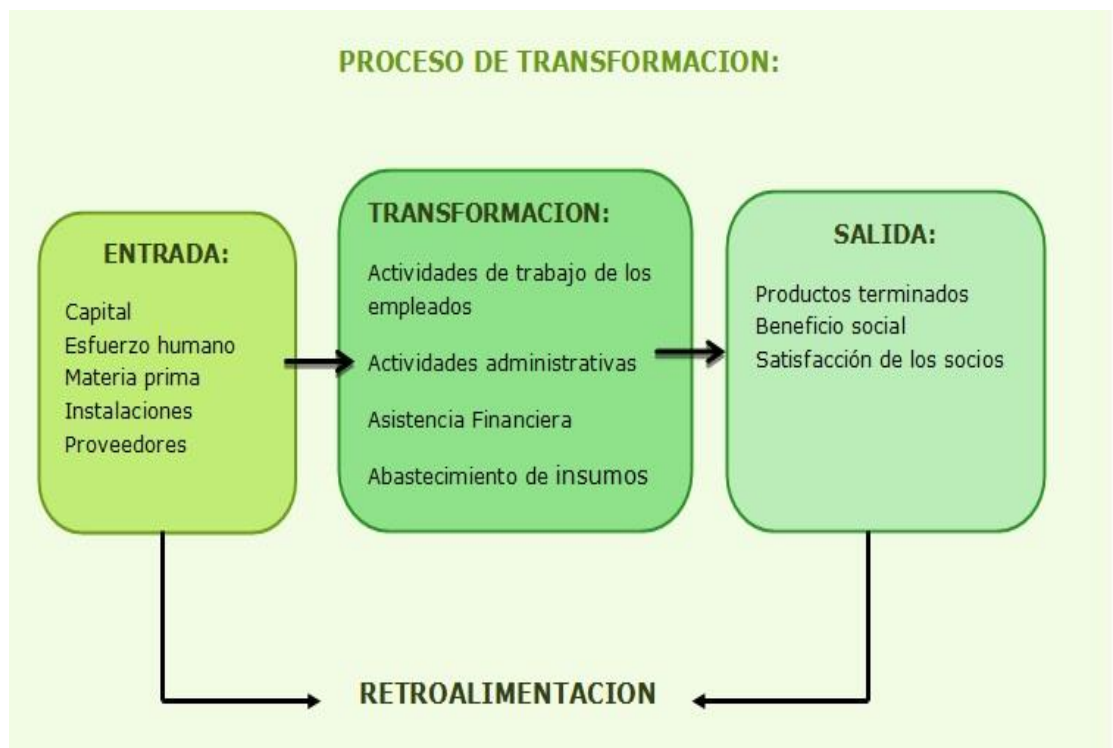 PROCESO DE TRANSFORMACION:
ENTRADA:
Capital
Esfuerzo humano
Materia prima
Instalaciones
Proveedores
TRANSFORMACION:
Actividades de trabajo de los
empleados
Actividades administrativas
Asistencia Financiera
Abastecimiento de insumos
SALIDA:
Productos terminados
Beneficio social
Satisfacción de los socios
RETROALIMENTACION